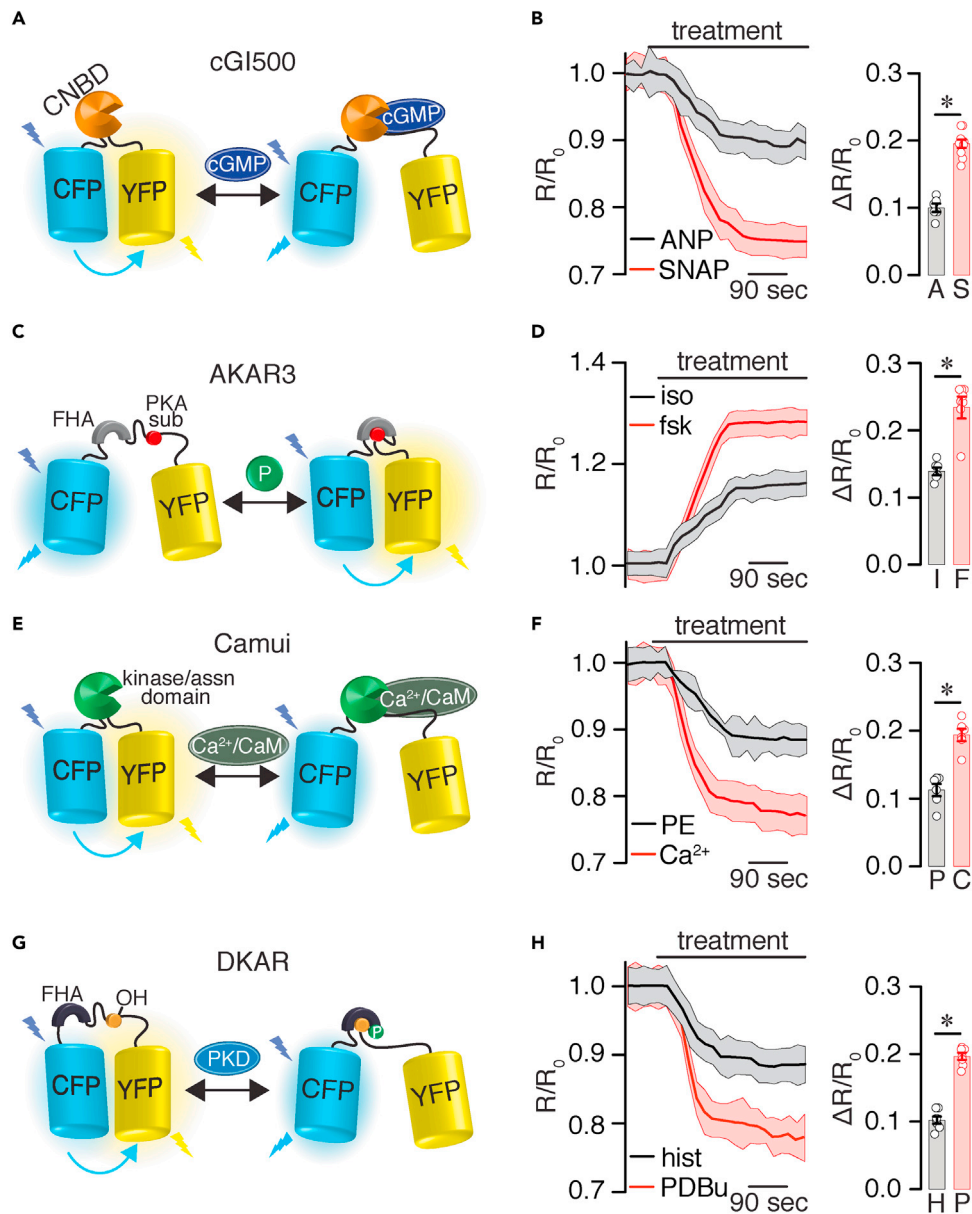 A
cGI500
CNBD
CFP
YFP
cGMP
cGMP
CFP
YFP
B
treatment
R/R0
1.0
0.9
0.8
0.7
ANP
SNAP
90 sec
ΔR/R0
0.3
0.2
0.1
0.0
*
A S
C
AKAR3
FHA
PKA
sub
CFP
YFP
P
CFP
YFP
D
treatment
R/R0
1.4
1.2
1.0
iso
fsk
90 sec
ΔR/R0
0.3
0.2
0.1
0.0
*
I F
E
Camui
kinase/assn
domain
CFP
YFP
Ca²⁺/CaM
Ca²⁺/CaM
CFP
YFP
F
treatment
R/R0
1.0
0.9
0.8
0.7
PE
Ca²⁺
90 sec
ΔR/R0
0.3
0.2
0.1
0.0
*
P C
G
DKAR
FHA
OH
CFP
YFP
PKD
P
CFP
YFP
H
treatment
R/R0
1.0
0.9
0.8
0.7
hist
PDBu
90 sec
ΔR/R0
0.3
0.2
0.1
0.0
*
H P